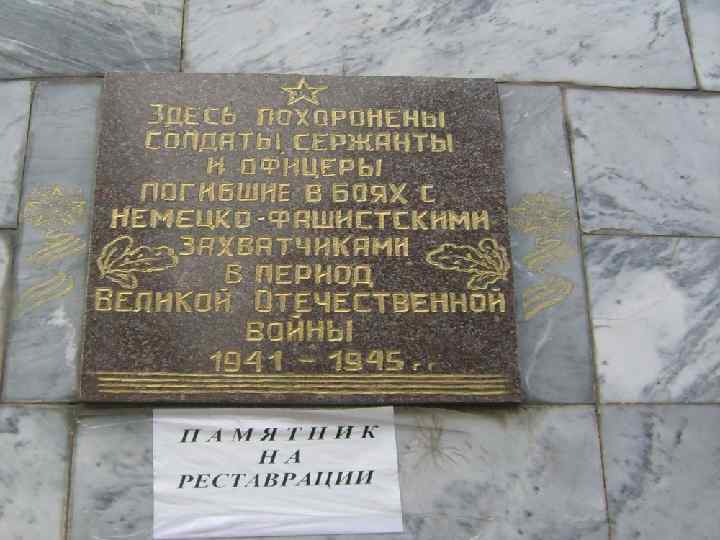 ЗДЕСЬ ПОХОРОНЕНЫ
СОЛДАТЫ СЕРЖАНТЫ
И ОФИЦЕРЫ
ПОГИБШИЕ В БОЯХ С
НЕМЕЦКО-ФАШИСТСКИМИ
ЗАХВАТЧИКАМИ
В ПЕРИОД
ВЕЛИКОЙ ОТЕЧЕСТВЕННОЙ
ВОЙНЫ
1941 - 1945 г.г.
ПАМЯТНИК
НА
РЕСТАВРАЦИИ